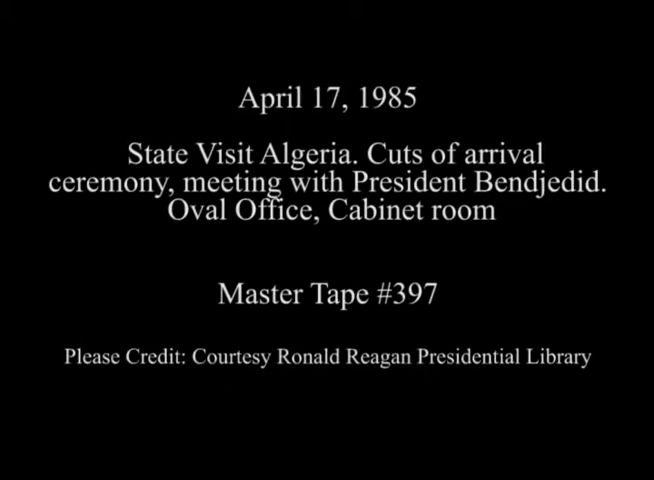 April 17, 1985
State Visit Algeria. Cuts of arrival
ceremony, meeting with President Bendjedid.
Oval Office, Cabinet room
Master Tape #397
Please Credit: Courtesy Ronald Reagan Presidential Library